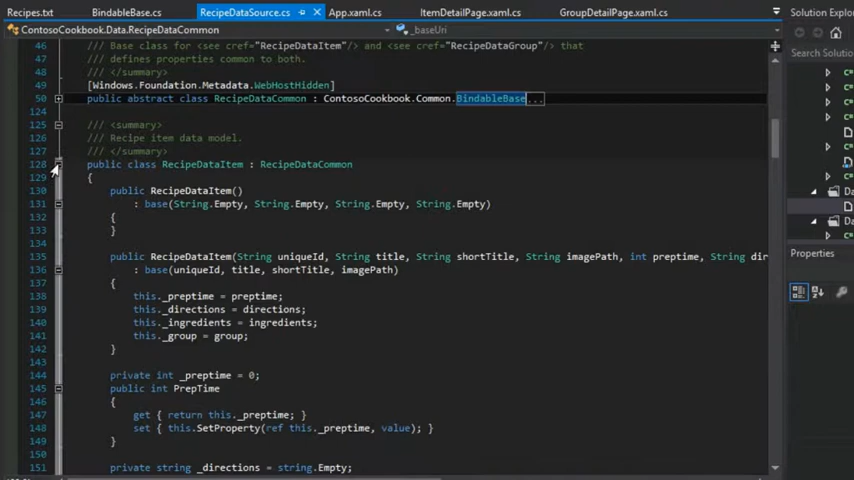 Recipes.txt BindableBase.cs RecipeDataSource.cs App.xaml.cs ItemDetailPage.xaml.cs GroupDetailPage.xaml.cs
Solution Explorer
ContosoCookbook.Data.RecipeDataCommon _baseUri
Search Solution
46 /// Base class for <see cref="RecipeDataItem"/> and <see cref="RecipeDataGroup"/> that
47 /// defines properties common to both.
48 /// </summary>
49 [Windows.Foundation.Metadata.WebHostHidden]
50 public abstract class RecipeDataCommon : ContosoCookbook.Common.BindableBase...
124
125 /// <summary>
126 /// Recipe item data model.
127 /// </summary>
128 public class RecipeDataItem : RecipeDataCommon
129 {
130 public RecipeDataItem()
131 : base(String.Empty, String.Empty, String.Empty, String.Empty)
132 {
133 }
134
135 public RecipeDataItem(String uniqueId, String title, String shortTitle, String imagePath, int preptime, String dir
136 : base(uniqueId, title, shortTitle, imagePath)
137 {
138 this._preptime = preptime;
139 this._directions = directions;
140 this._ingredients = ingredients;
141 this._group = group;
142 }
143
144 private int _preptime = 0;
145 public int PrepTime
146 {
147 get { return this._preptime; }
148 set { this.SetProperty(ref this._preptime, value); }
149 }
150
151 private string _directions = string.Empty;
Da
Da
Properties